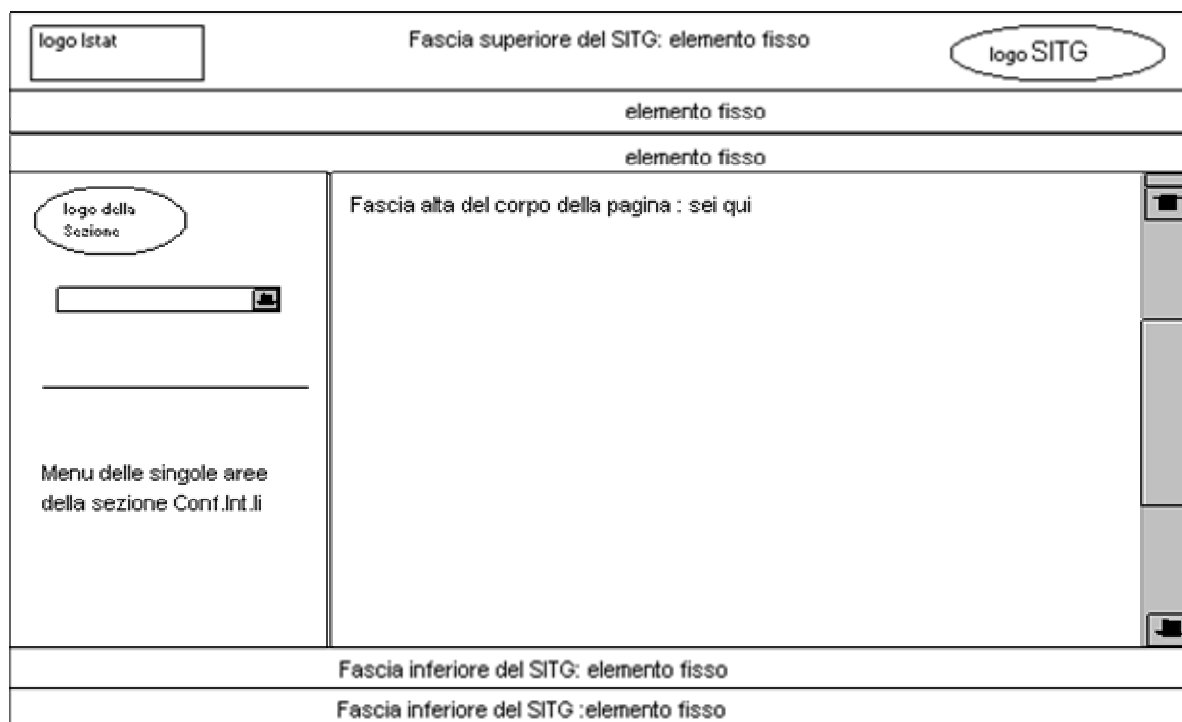 logo Istat
Fascia superiore del SITG: elemento fisso
logo SITG
elemento fisso
elemento fisso
logo della
Sezione
Fascia alta del corpo della pagina : sei qui
Menu delle singole aree
della sezione Conf.Int.li
Fascia inferiore del SITG: elemento fisso
Fascia inferiore del SITG :elemento fisso